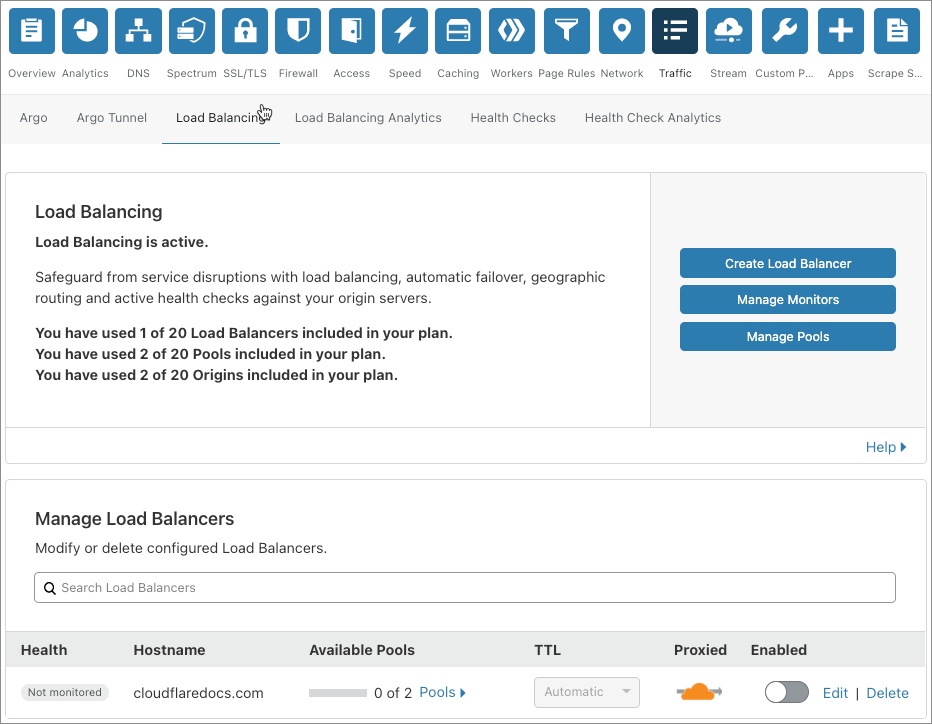 Overview Analytics DNS Spectrum SSL/TLS Firewall Access Speed Caching Workers Page Rules Network Traffic Stream Custom P... Apps Scrape S...
Argo Argo Tunnel Load Balancing Load Balancing Analytics Health Checks Health Check Analytics
Load Balancing
Load Balancing is active.
Safeguard from service disruptions with load balancing, automatic failover, geographic
routing and active health checks against your origin servers.
You have used 1 of 20 Load Balancers included in your plan.
You have used 2 of 20 Pools included in your plan.
You have used 2 of 20 Origins included in your plan.
Create Load Balancer
Manage Monitors
Manage Pools
Help
Manage Load Balancers
Modify or delete configured Load Balancers.
Search Load Balancers
Health Hostname Available Pools TTL Proxied Enabled
Not monitored cloudflaredocs.com 0 of 2 Pools Automatic Edit | Delete